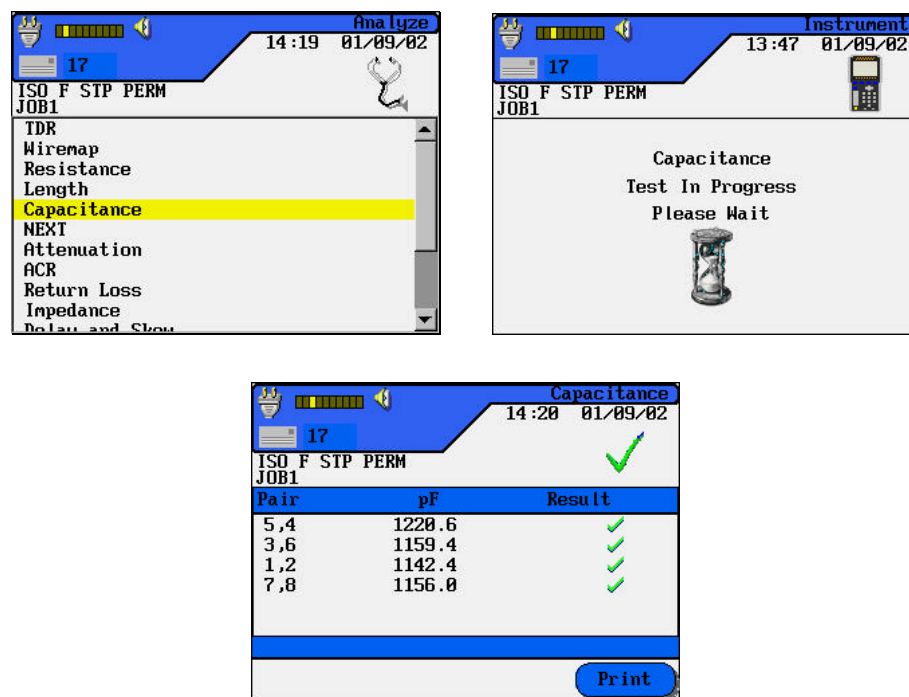 Analyze
14:19 01/09/02
17
ISO F STP PERM
JOB1
TDR
Wiremap
Resistance
Length
Capacitance
NEXT
Attenuation
ACR
Return Loss
Impedance
Delay and Skew
Instrument
13:47 01/09/02
17
ISO F STP PERM
JOB1
Capacitance
Test In Progress
Please Wait
Capacitance
14:20 01/09/02
17
ISO F STP PERM
JOB1
Pair pF Result
5,4 1220.6
3,6 1159.4
1,2 1142.4
7,8 1156.0
Print